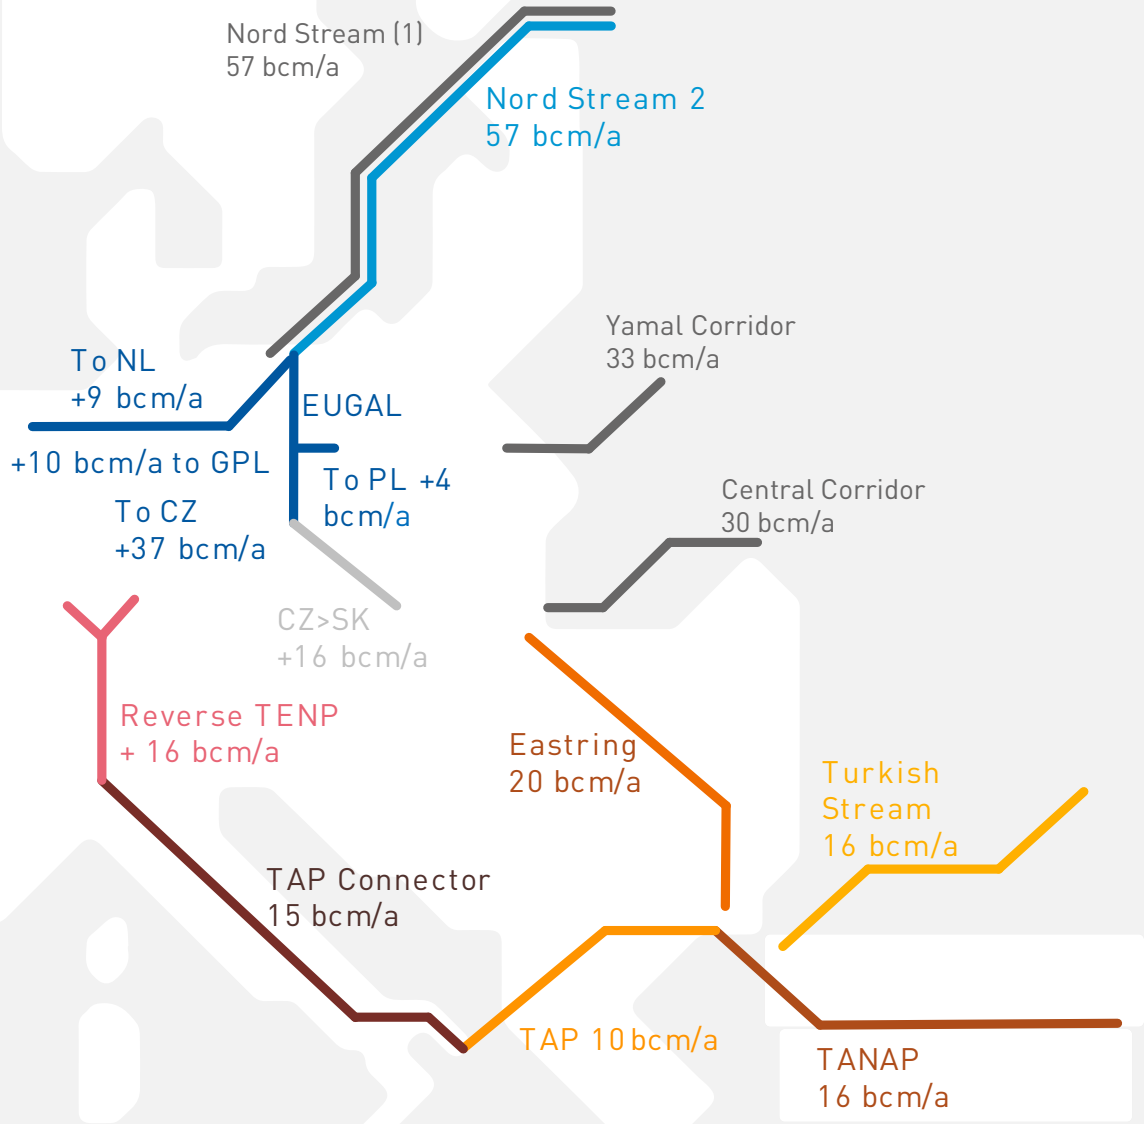 Nord Stream (1)
57 bcm/a
Nord Stream 2
57 bcm/a
Yamal Corridor
33 bcm/a
To NL
+9 bcm/a
EUGAL
+10 bcm/a to GPL
To PL +4
bcm/a
To CZ
+37 bcm/a
Central Corridor
30 bcm/a
CZ>SK
+16 bcm/a
Reverse TENP
+ 16 bcm/a
Eastring
20 bcm/a
Turkish
Stream
16 bcm/a
TAP Connector
15 bcm/a
TAP 10 bcm/a
TANAP
16 bcm/a